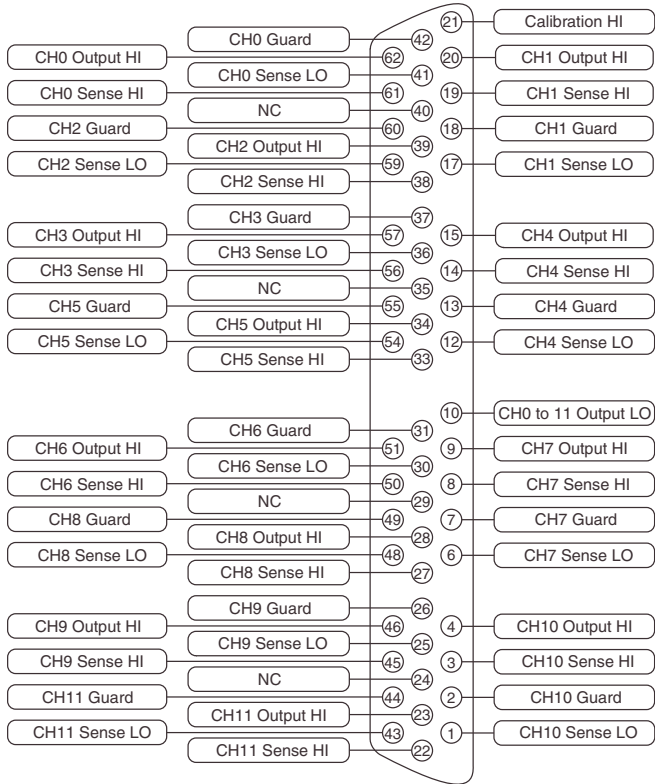 21 Calibration HI
CH0 Guard 42
CH0 Output HI 62 20 CH1 Output HI
CH0 Sense LO 41
CH0 Sense HI 61 19 CH1 Sense HI
NC 40
CH2 Guard 60 18 CH1 Guard
CH2 Output HI 39
CH2 Sense LO 59 17 CH1 Sense LO
CH2 Sense HI 38
CH3 Guard 37
CH3 Output HI 57 15 CH4 Output HI
CH3 Sense LO 36
CH3 Sense HI 56 14 CH4 Sense HI
NC 35
CH5 Guard 55 13 CH4 Guard
CH5 Output HI 34
CH5 Sense LO 54 12 CH4 Sense LO
CH5 Sense HI 33
10 CH0 to 11 Output LO
CH6 Guard 31
CH6 Output HI 51 9 CH7 Output HI
CH6 Sense LO 30
CH6 Sense HI 50 8 CH7 Sense HI
NC 29
CH8 Guard 49 7 CH7 Guard
CH8 Output HI 28
CH8 Sense LO 48 6 CH7 Sense LO
CH8 Sense HI 27
CH9 Guard 26
CH9 Output HI 46 4 CH10 Output HI
CH9 Sense LO 25
CH9 Sense HI 45 3 CH10 Sense HI
NC 24
CH11 Guard 44 2 CH10 Guard
CH11 Output HI 23
CH11 Sense LO 43 1 CH10 Sense LO
CH11 Sense HI 22